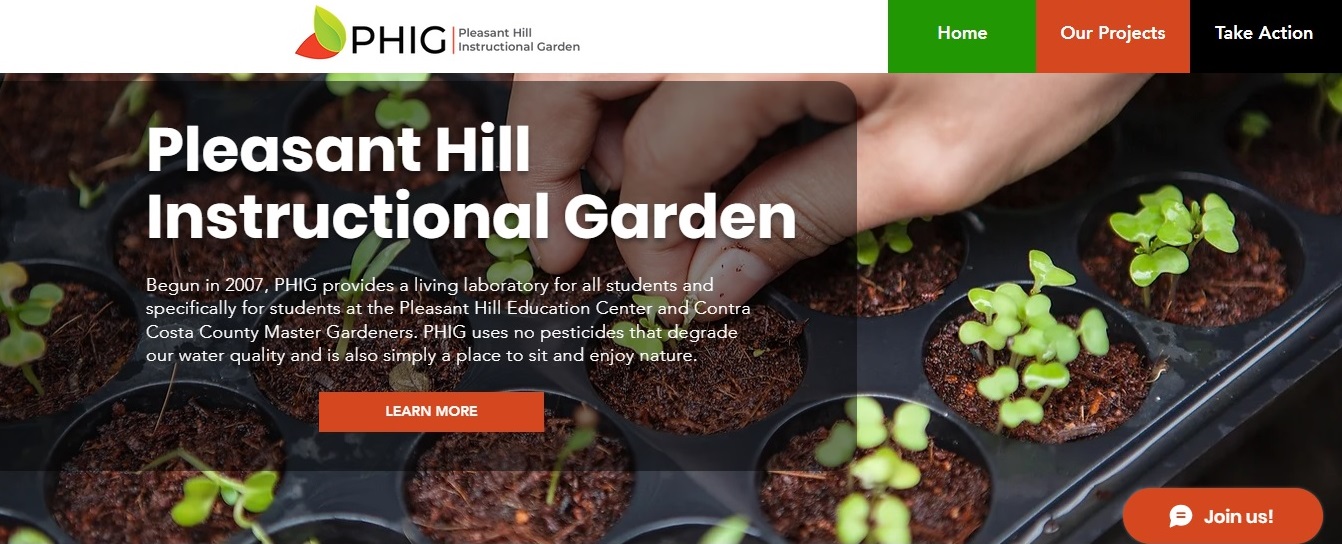 PHIG
Pleasant Hill
Instructional Garden
Home
Our Projects
Take Action
Pleasant Hill
Instructional Garden
Begun in 2007, PHIG provides a living laboratory for all students and
specifically for students at the Pleasant Hill Education Center and Contra
Costa County Master Gardeners. PHIG uses no pesticides that degrade
our water quality and is also simply a place to sit and enjoy nature.
LEARN MORE
Join us!